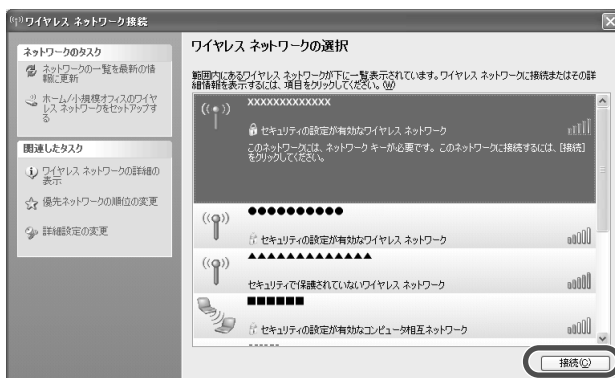 ワイヤレス ネットワーク接続
ネットワークのタスク
ネットワークの一覧を最新の情
報に更新
ホーム/小規模オフィスのワイヤ
レス ネットワークをセットアップす
る
関連したタスク
ワイヤレス ネットワークの詳細の
表示
優先ネットワークの順位の変更
詳細設定の変更
ワイヤレス ネットワークの選択
範囲内にあるワイヤレス ネットワークが下に一覧表示されています。ワイヤレス ネットワークに接続またはその詳
細情報を表示するには、項目をクリックしてください。(W)
XXXXXXXXXXXXX
セキュリティの設定が有効なワイヤレス ネットワーク
このネットワークには、ネットワーク キーが必要です。このネットワークに接続するには、[接続]
をクリックしてください。
●●●●●●●●●●
セキュリティの設定が有効なワイヤレス ネットワーク
▲▲▲▲▲▲▲▲▲▲▲▲▲
セキュリティで保護されていないワイヤレス ネットワーク
■■■■■■
セキュリティの設定が有効なコンピュータ相互ネットワーク
接続(C)